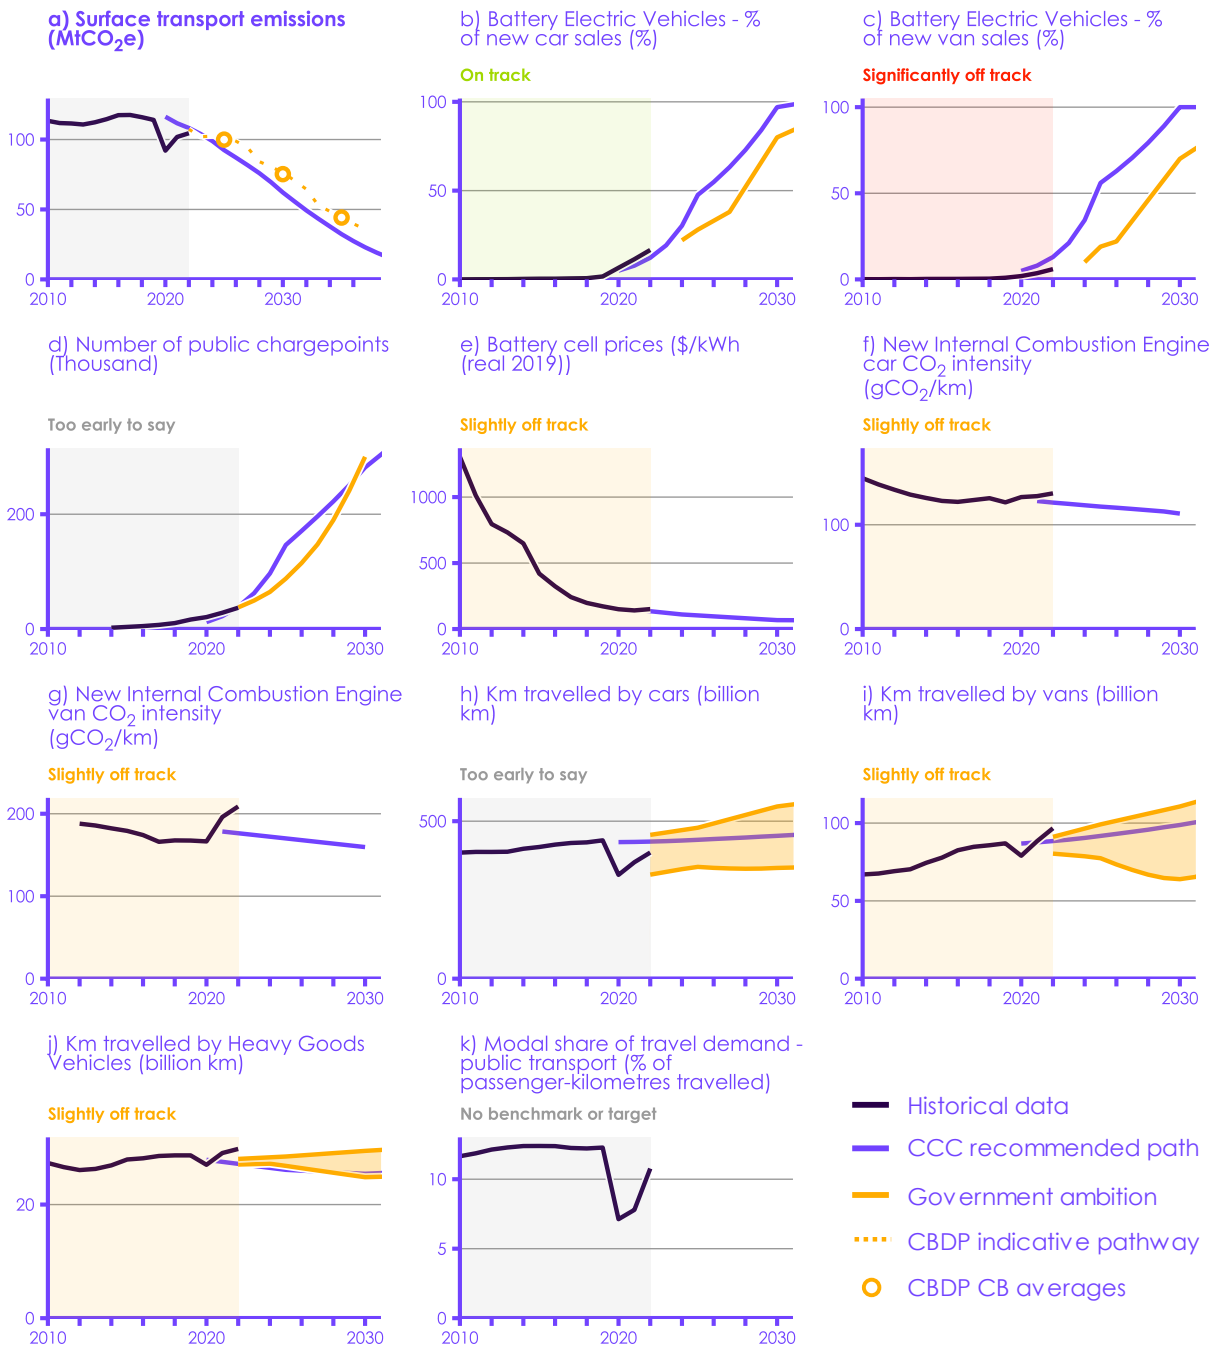 a) Surface transport emissions
(MtCO2e)
100
50
0
2010
2020
2030
b) Battery Electric Vehicles - %
of new car sales (%)
On track
100
50
0
2010
2020
2030
c) Battery Electric Vehicles - %
of new van sales (%)
Significantly off track
100
50
0
2010
2020
2030
d) Number of public chargepoints
(Thousand)
Too early to say
200
0
2010
2020
2030
e) Battery cell prices ($/kWh
(real 2019))
Slightly off track
1000
500
0
2010
2020
2030
f) New Internal Combustion Engine
car CO2 intensity
(gCO2/km)
Slightly off track
100
0
2010
2020
2030
g) New Internal Combustion Engine
van CO2 intensity
(gCO2/km)
Slightly off track
200
100
0
2010
2020
2030
h) Km travelled by cars (billion
km)
Too early to say
500
0
2010
2020
2030
i) Km travelled by vans (billion
km)
Slightly off track
100
50
0
2010
2020
2030
j) Km travelled by Heavy Goods
Vehicles (billion km)
Slightly off track
20
0
2010
2020
2030
k) Modal share of travel demand -
public transport (% of
passenger-kilometres travelled)
No benchmark or target
10
5
0
2010
2020
2030
Historical data
CCC recommended path
Government ambition
CBDP indicative pathway
CBDP CB averages